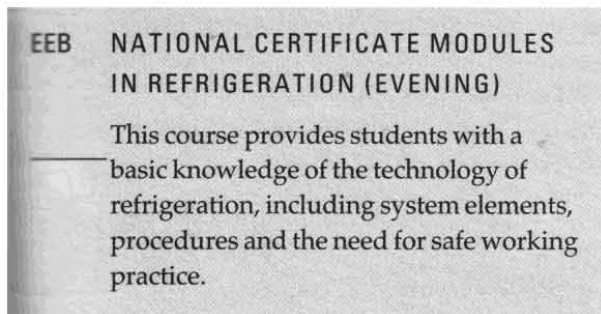 EEB NATIONAL CERTIFICATE MODULES
IN REFRIGERATION (EVENING)
This course provides students with a
basic knowledge of the technology of
refrigeration, including system elements,
procedures and the need for safe working
practice.